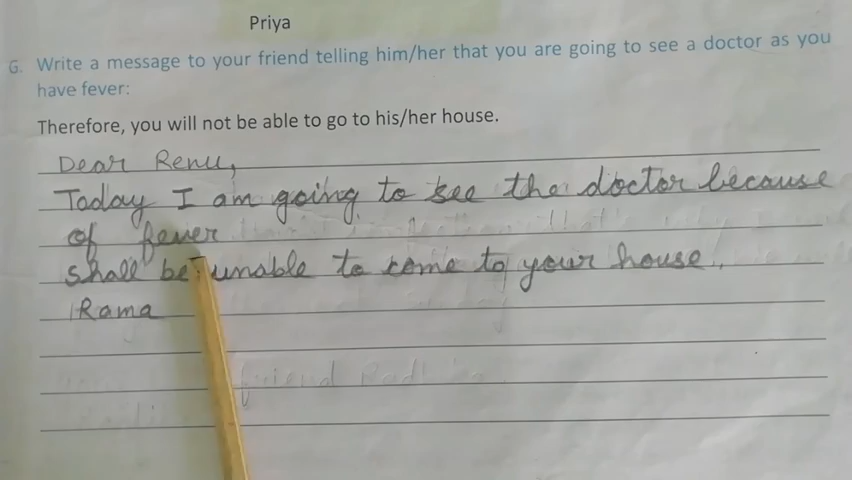 Priya
G. Write a message to your friend telling him/her that you are going to see a doctor as you
have fever:
Therefore, you will not be able to go to his/her house.
Dear Renu,
Today I am going to see the doctor because
of fever
shall be unable to come to your house.
Rama
friend